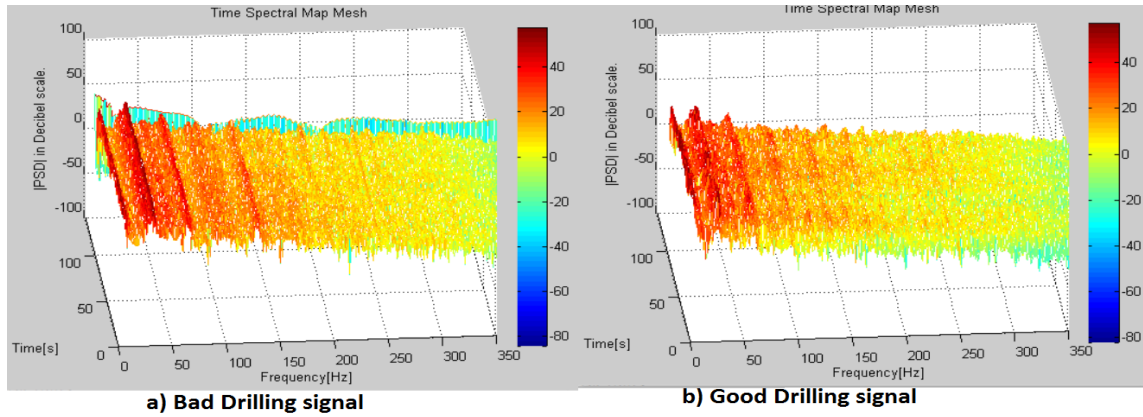 Time Spectral Map Mesh
100
50
0
-50
-100
|PSD| in Decibel scale.
100
50
0
Time[s]
0 50 100 150 200 250 300 350
Frequency[Hz]
40
20
0
-20
-40
-60
-80
a) Bad Drilling signal
Time Spectral Map Mesh
100
50
0
-50
-100
|PSD| in Decibel scale.
100
50
0
Time[s]
0 50 100 150 200 250 300 350
Frequency[Hz]
40
20
0
-20
-40
-60
-80
b) Good Drilling signal